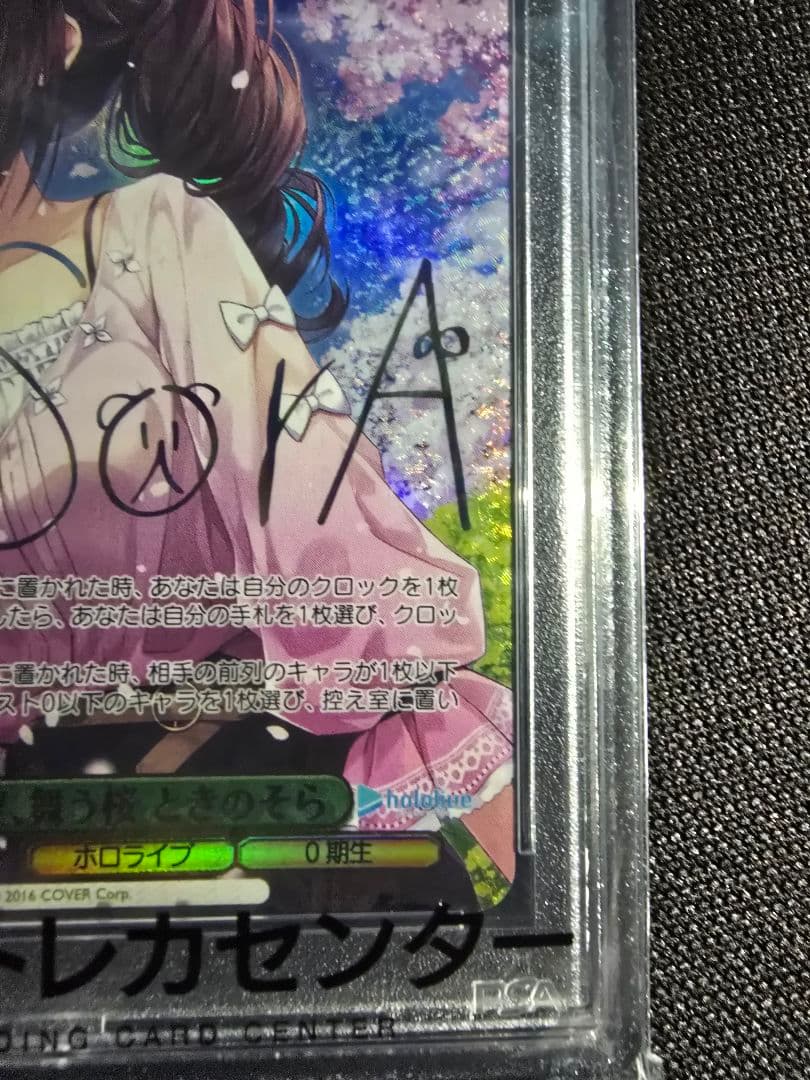 orA
に置かれた時、あなたは自分のクロックを1枚
したら、あなたは自分の手札を1枚選び、クロッ
に置かれた時、相手の前列のキャラが1枚以下
スト0以下のキャラを1枚選び、控え室に置い
、舞う桜 ときのそら
hololive
ホロライブ 0期生
2016 COVER Corp.
トレカセンター
PSA
DING CARD CENTER